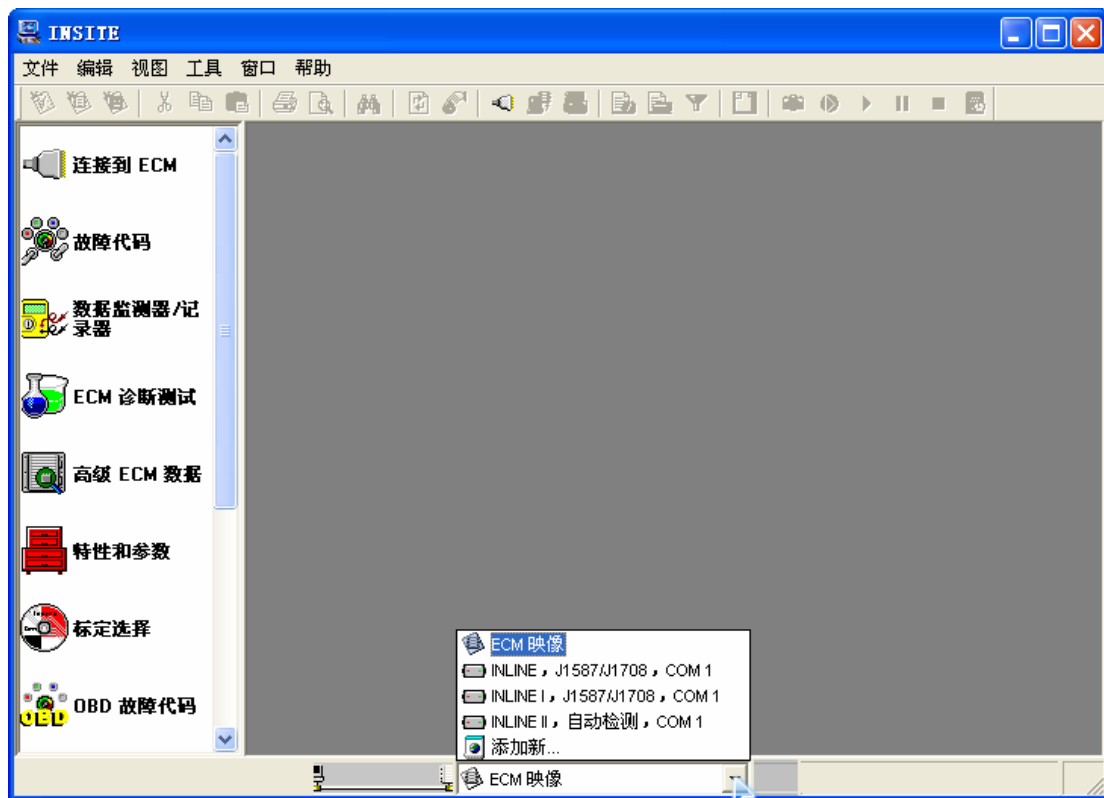 INSITE
文件 编辑 视图 工具 窗口 帮助
连接到 ECM
故障代码
数据监测器/记
录器
ECM 诊断测试
高级 ECM 数据
特性和参数
标定选择
OBD 故障代码
OBD
ECM 映像
INLINE，J1587/J1708，COM 1
INLINE I，J1587/J1708，COM 1
INLINE II，自动检测，COM 1
添加新...
ECM 映像